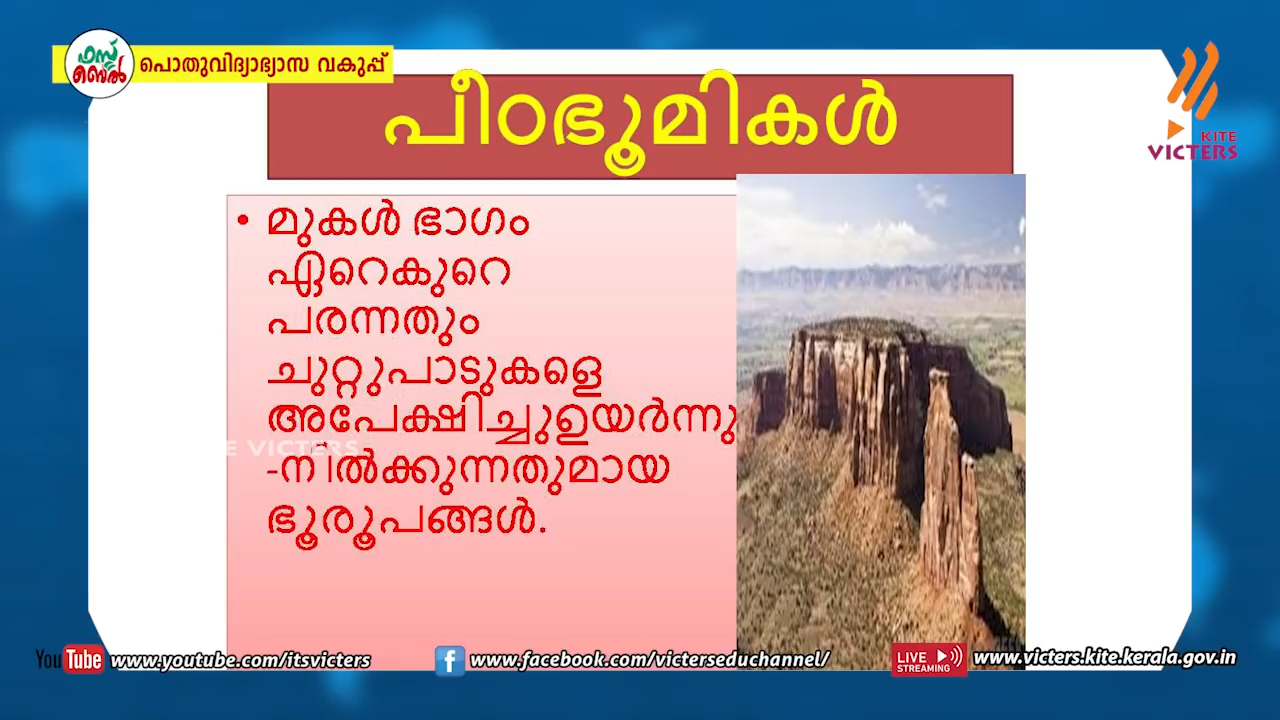 ഫസ്റ്റ്
ബെൽ
പൊതുവിദ്യാഭ്യാസ വകുപ്പ്
KITE
VICTERS
പീഠഭൂമികൾ
• മുകൾ ഭാഗം
ഏറെകുറെ
പരന്നതും
ചുറ്റുപാടുകളെ
അപേക്ഷിച്ചുഉയർന്നു
-നിൽക്കുന്നതുമായ
ഭൂരൂപങ്ങൾ.
E VICTERS
YouTube www.youtube.com/itsvicters
f www.facebook.com/victerseduchannel/
LIVE STREAMING www.victers.kite.kerala.gov.in